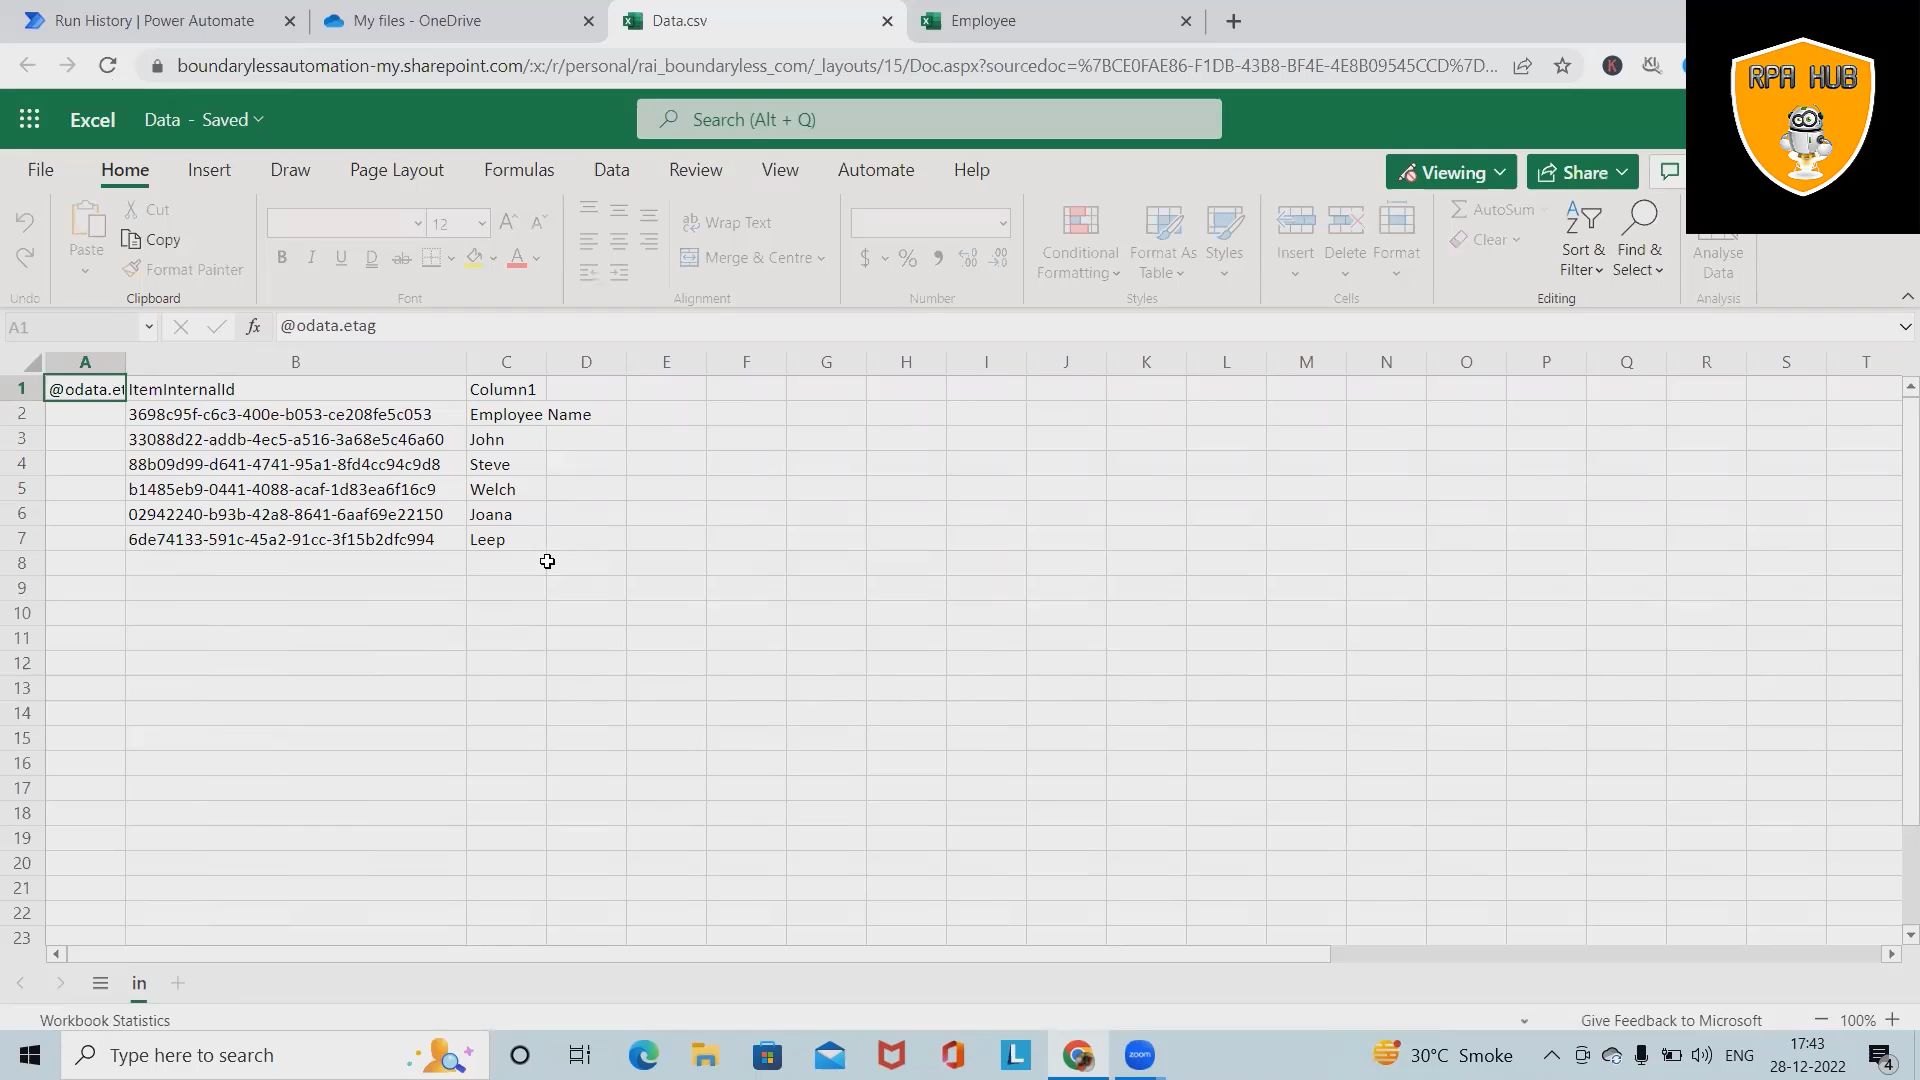 Run History | Power Automate
My files - OneDrive
Data.csv
Employee
boundarylessautomation-my.sharepoint.com/:x:/r/personal/rai_boundaryless_com/_layouts/15/Doc.aspx?sourcedoc=%7BCE0FAE86-F1DB-43B8-BF4E-4E8B09545CCD%7D...
RPA HUB
Excel
Data - Saved
Search (Alt + Q)
File
Home
Insert
Draw
Page Layout
Formulas
Data
Review
View
Automate
Help
Viewing
Share
Cut
Copy
Format Painter
Paste
12
Wrap Text
Merge & Centre
Conditional Formatting
Format As Table
Styles
Insert
Delete
Format
AutoSum
Clear
Sort & Filter
Find & Select
Analyse Data
Undo
Clipboard
Font
Alignment
Number
Styles
Cells
Editing
Analysis
A1
fx
@odata.etag
A B C D E F G H I J K L M N O P Q R S T
1 @odata.et ItemInternalId Column1
2 3698c95f-c6c3-400e-b053-ce208fe5c053 Employee Name
3 33088d22-addb-4ec5-a516-3a68e5c46a60 John
4 88b09d99-d641-4741-95a1-8fd4cc94c9d8 Steve
5 b1485eb9-0441-4088-acaf-1d83ea6f16c9 Welch
6 02942240-b93b-42a8-8641-6aaf69e22150 Joana
7 6de74133-591c-45a2-91cc-3f15b2dfc994 Leep
8
9
10
11
12
13
14
15
16
17
18
19
20
21
22
23
in
Workbook Statistics
Give Feedback to Microsoft
100%
Type here to search
zoom
30°C Smoke
ENG
17:43
28-12-2022
4